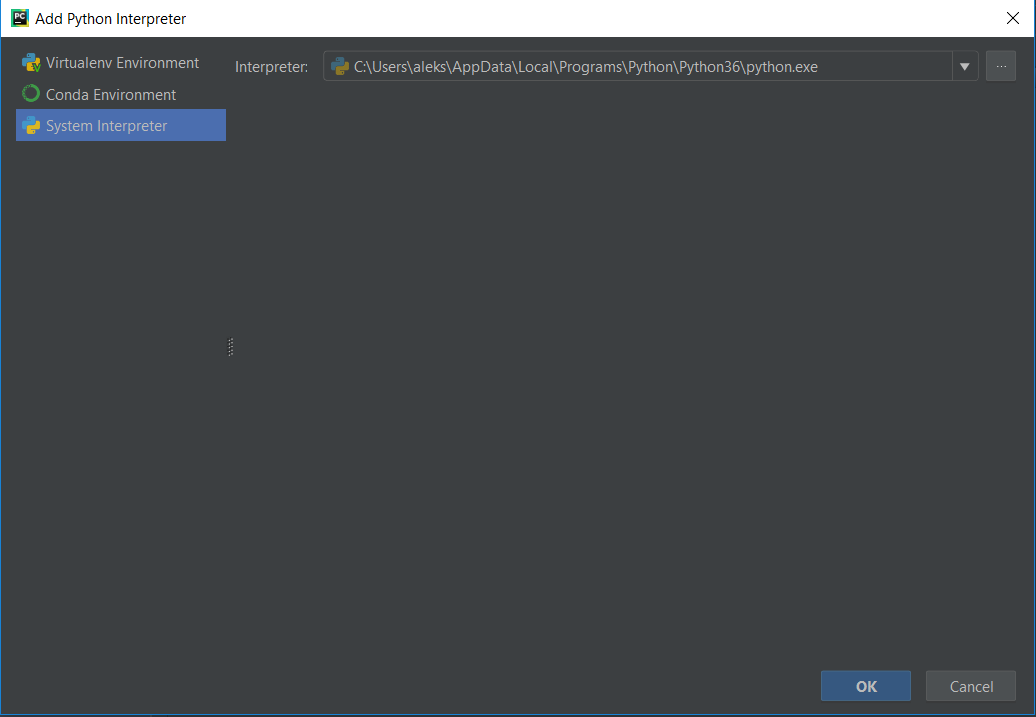 PC Add Python Interpreter
Virtualenv Environment
Conda Environment
System Interpreter
Interpreter: C:\Users\aleks\AppData\Local\Programs\Python\Python36\python.exe ...
OK Cancel